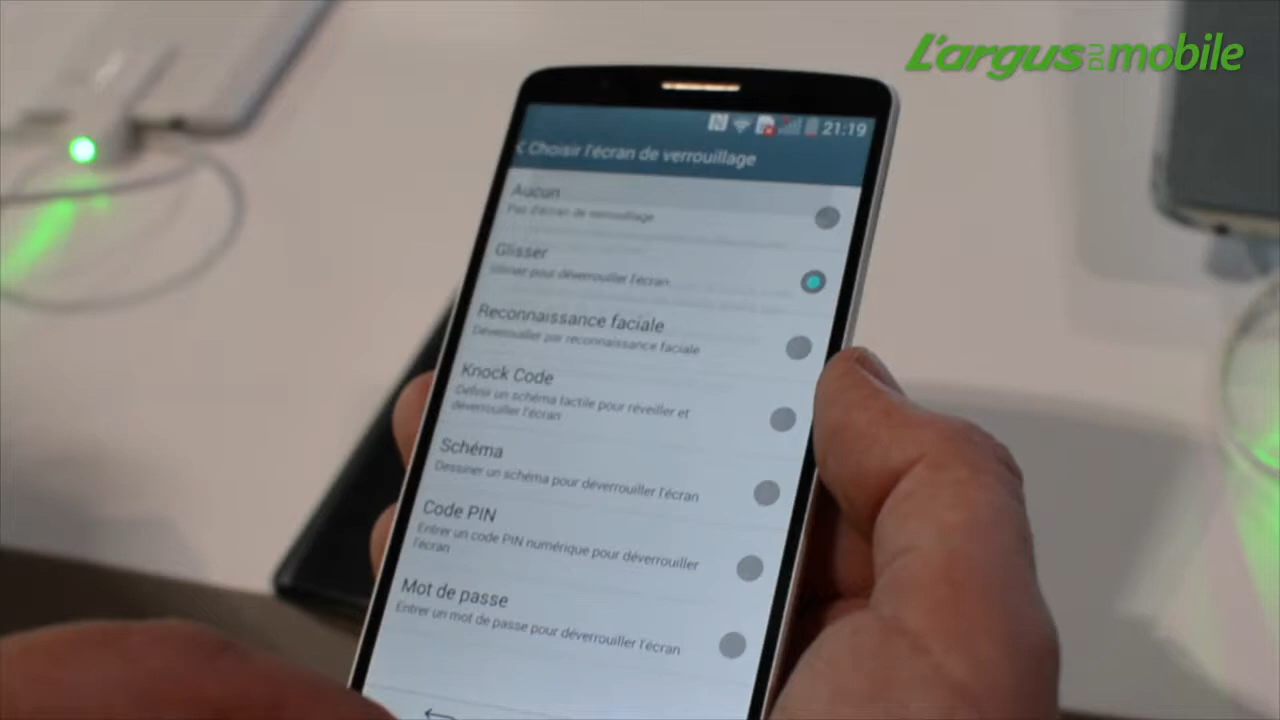 L'argus DU mobile
21:19
Choisir l'écran de verrouillage
Aucun
Pas d'écran de verrouillage
Glisser
Glisser pour déverrouiller l'écran
Reconnaissance faciale
Déverrouiller par reconnaissance faciale
Knock Code
Définir un schéma tactile pour réveiller et
déverrouiller l'écran
Schéma
Dessiner un schéma pour déverrouiller l'écran
Code PIN
Entrer un code PIN numérique pour déverrouiller
l'écran
Mot de passe
Entrer un mot de passe pour déverrouiller l'écran